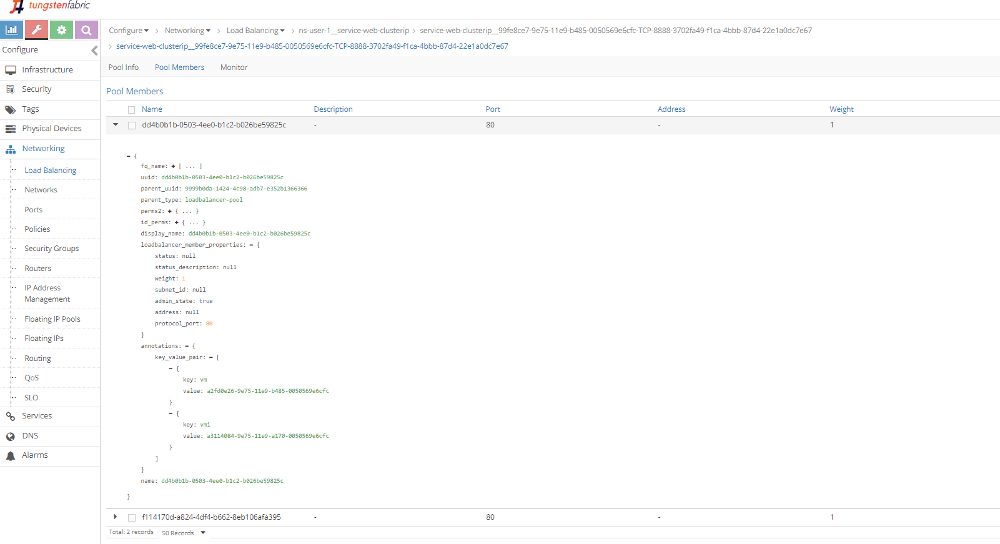 tungstenfabric
Configure > Networking > Load Balancing > ns-user-1__service-web-clusterip > service-web-clusterip__99fe8ce7-9e75-11e9-b485-0050569e6cfc-TCP-8888-3702fa49-f1ca-4bbb-87d4-22e1a0dc7e67
> service-web-clusterip__99fe8ce7-9e75-11e9-b485-0050569e6cfc-TCP-8888-3702fa49-f1ca-4bbb-87d4-22e1a0dc7e67
Configure
Infrastructure
Security
Tags
Physical Devices
Networking
Load Balancing
Networks
Ports
Policies
Security Groups
Routers
IP Address
Management
Floating IP Pools
Floating IPs
Routing
QoS
SLO
Services
DNS
Alarms
Pool Info Pool Members Monitor
Pool Members
Name Description Port Address Weight
dd4b0b1b-0503-4ee0-b1c2-b026be59825c - 80 - 1
- {
fq_name: + [ ... ]
uuid: dd4b0b1b-0503-4ee0-b1c2-b026be59825c
parent_uuid: 9999b0da-1424-4c98-adb7-e352b1366366
parent_type: loadbalancer-pool
perms2: + { ... }
id_perms: + { ... }
display_name: dd4b0b1b-0503-4ee0-b1c2-b026be59825c
loadbalancer_member_properties: - {
status: null
status_description: null
weight: 1
subnet_id: null
admin_state: true
address: null
protocol_port: 80
}
annotations: - {
key_value_pair: - [
- {
key: vm
value: a2fd0e26-9e75-11e9-b485-0050569e6cfc
}
- {
key: vmi
value: a3114084-9e75-11e9-a170-0050569e6cfc
}
]
}
name: dd4b0b1b-0503-4ee0-b1c2-b026be59825c
}
f114170d-a824-4df4-b662-8eb106afa395 - 80 - 1
Total: 2 records 50 Records